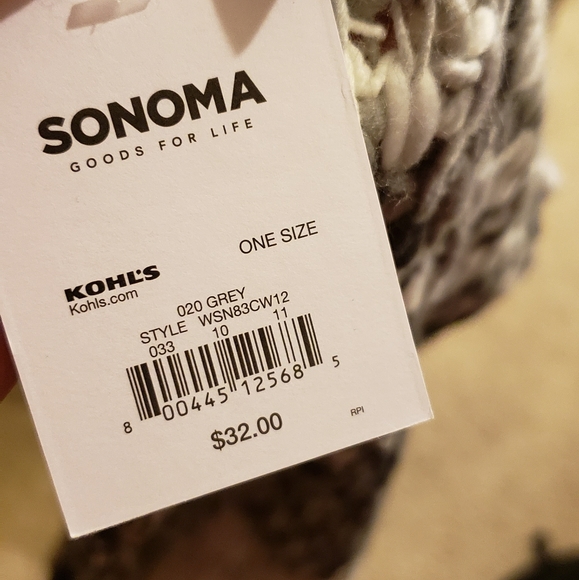 SONOMA
GOODS FOR LIFE
ONE SIZE
KOHL'S
Kohls.com
020 GREY
STYLE WSN83CW12
033 10 11
8 00445 12568 5
$32.00
RPI